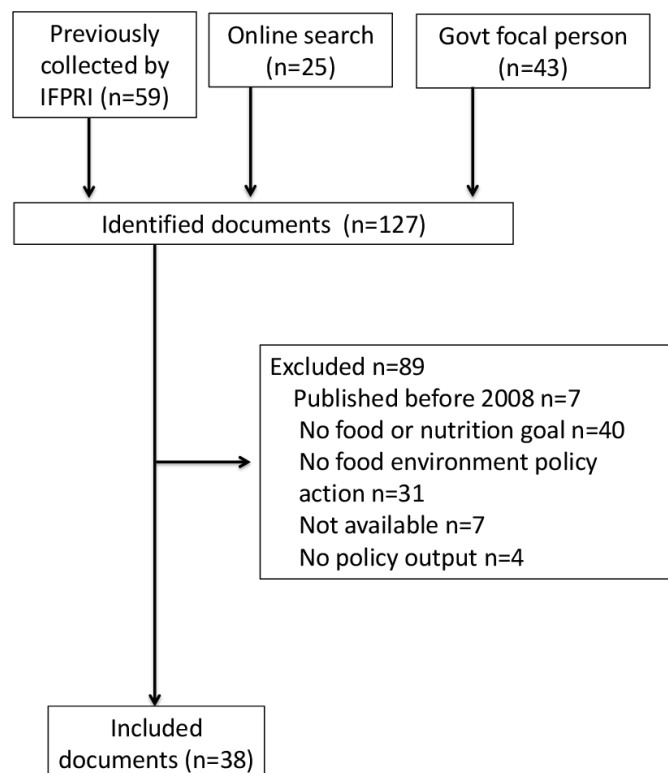 Previously
collected by
IFPRI (n=59)
Online search
(n=25)
Govt focal person
(n=43)
Identified documents (n=127)
Excluded n=89
Published before 2008 n=7
No food or nutrition goal n=40
No food environment policy
action n=31
Not available n=7
No policy output n=4
Included
documents (n=38)